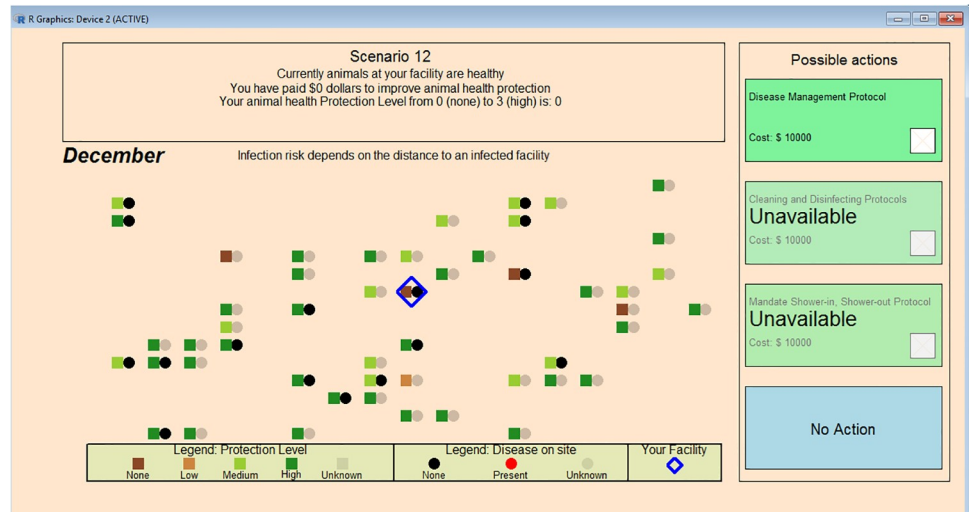 R Graphics: Device 2 (ACTIVE)
Scenario 12
Currently animals at your facility are healthy
You have paid $0 dollars to improve animal health protection
Your animal health Protection Level from 0 (none) to 3 (high) is: 0
December
Infection risk depends on the distance to an infected facility
Possible actions
Disease Management Protocol
Cost: $ 10000
Cleaning and Disinfecting Protocols
Unavailable
Cost: $ 10000
Mandate Shower-in, Shower-out Protocol
Unavailable
Cost: $ 10000
No Action
Legend: Protection Level
None Low Medium High Unknown
Legend: Disease on site
None Present Unknown
Your Facility